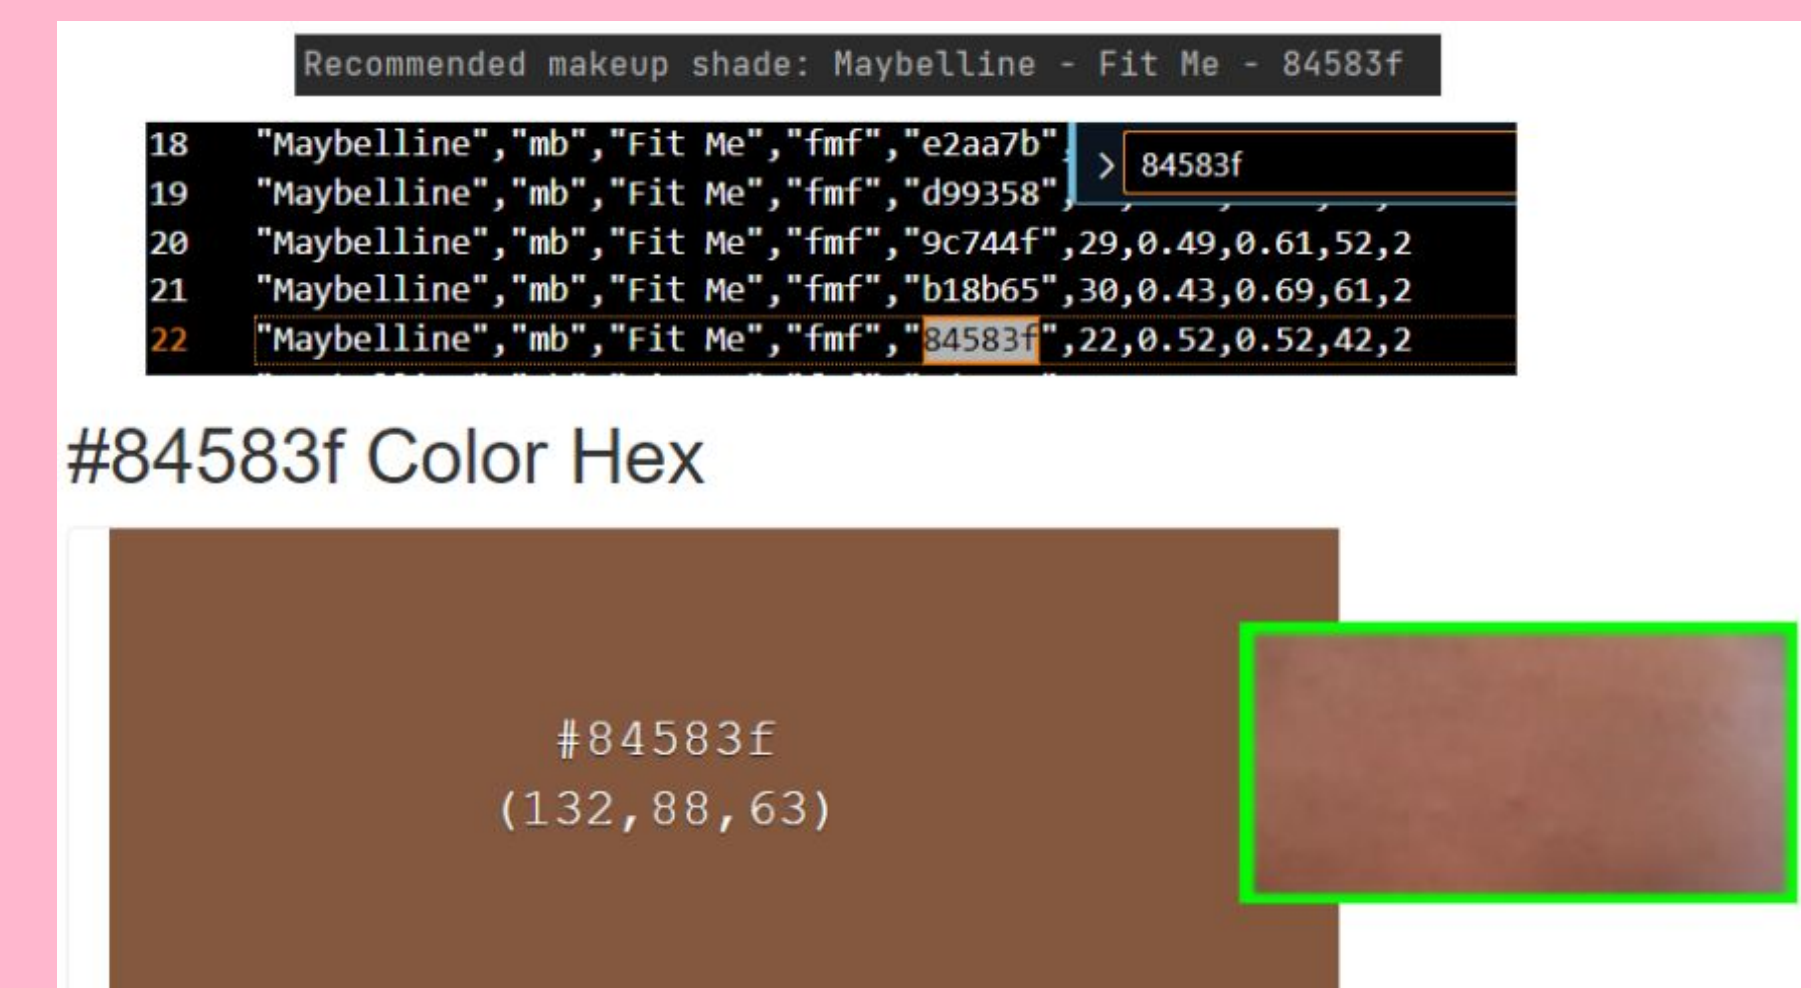 Recommended makeup shade: Maybelline - Fit Me - 84583f
18 "Maybelline","mb","Fit Me","fmf","e2aa7b",
> 84583f
19 "Maybelline","mb","Fit Me","fmf","d99358",
20 "Maybelline","mb","Fit Me","fmf","9c744f",29,0.49,0.61,52,2
21 "Maybelline","mb","Fit Me","fmf","b18b65",30,0.43,0.69,61,2
22 "Maybelline","mb","Fit Me","fmf","84583f",22,0.52,0.52,42,2
#84583f Color Hex
#84583f
(132,88,63)